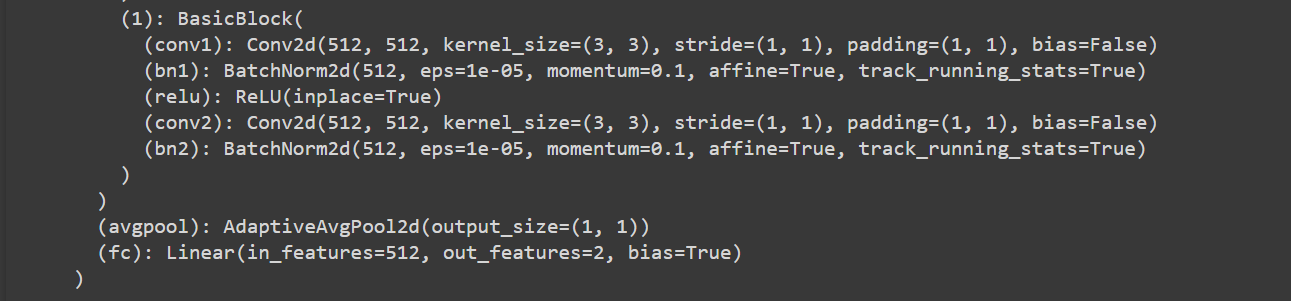 (1): BasicBlock(
(conv1): Conv2d(512, 512, kernel_size=(3, 3), stride=(1, 1), padding=(1, 1), bias=False)
(bn1): BatchNorm2d(512, eps=1e-05, momentum=0.1, affine=True, track_running_stats=True)
(relu): ReLU(inplace=True)
(conv2): Conv2d(512, 512, kernel_size=(3, 3), stride=(1, 1), padding=(1, 1), bias=False)
(bn2): BatchNorm2d(512, eps=1e-05, momentum=0.1, affine=True, track_running_stats=True)
)
)
(avgpool): AdaptiveAvgPool2d(output_size=(1, 1))
(fc): Linear(in_features=512, out_features=2, bias=True)
)